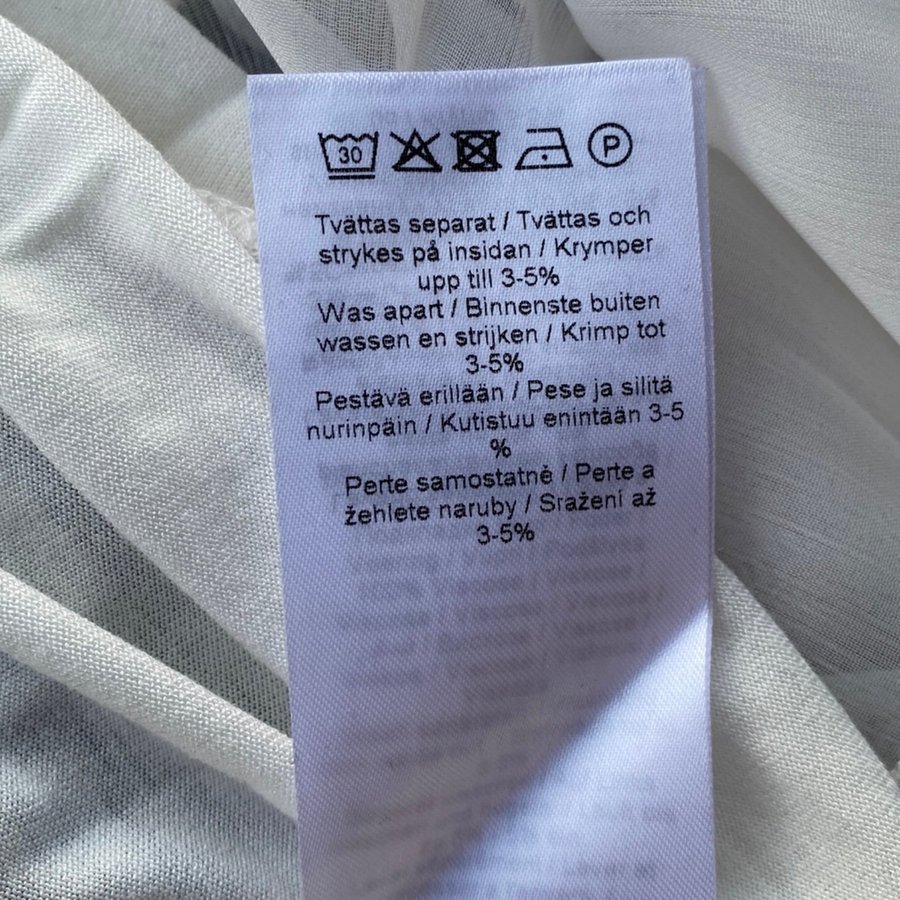 30 P
Tvättas separat / Tvättas och
strykes på insidan / Krymper
upp till 3-5%
Was apart / Binnenste buiten
wassen en strijken / Krimp tot
3-5%
Pestävä erillään / Pese ja silitä
nurinpäin / Kutistuu enintään 3-5
%
Perte samostatně / Perte a
žehlete naruby / Sražení až
3-5%